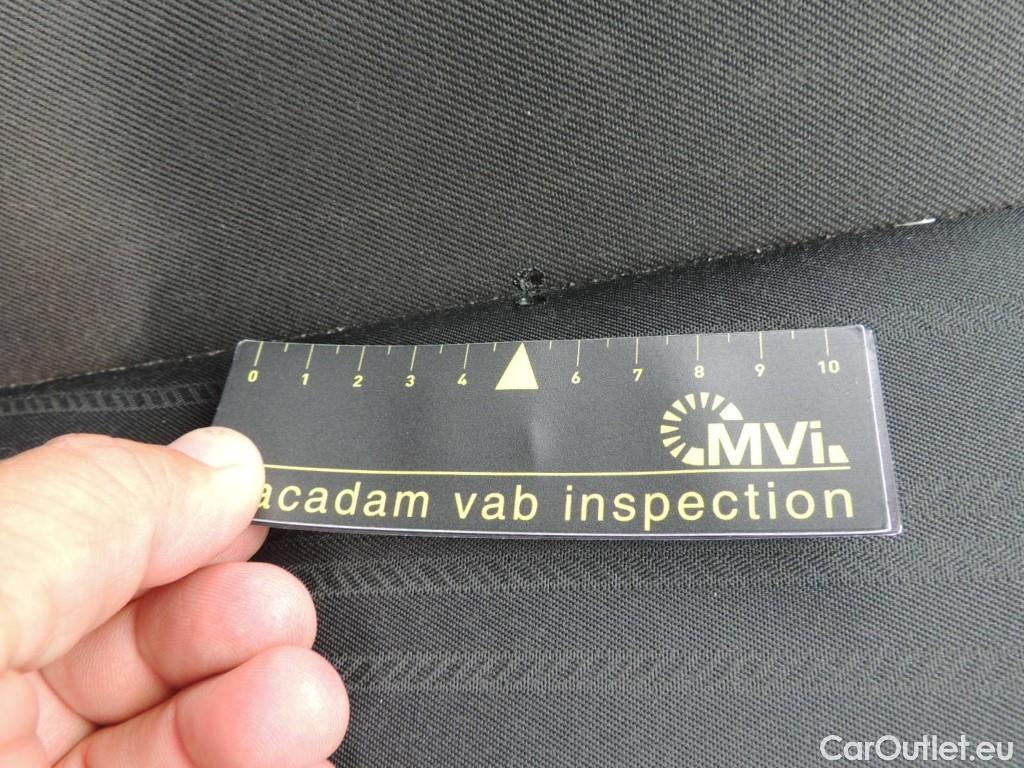 0 1 2 3 4 6 7 8 9 10
MVi
acadam vab inspection
CarOutlet.eu